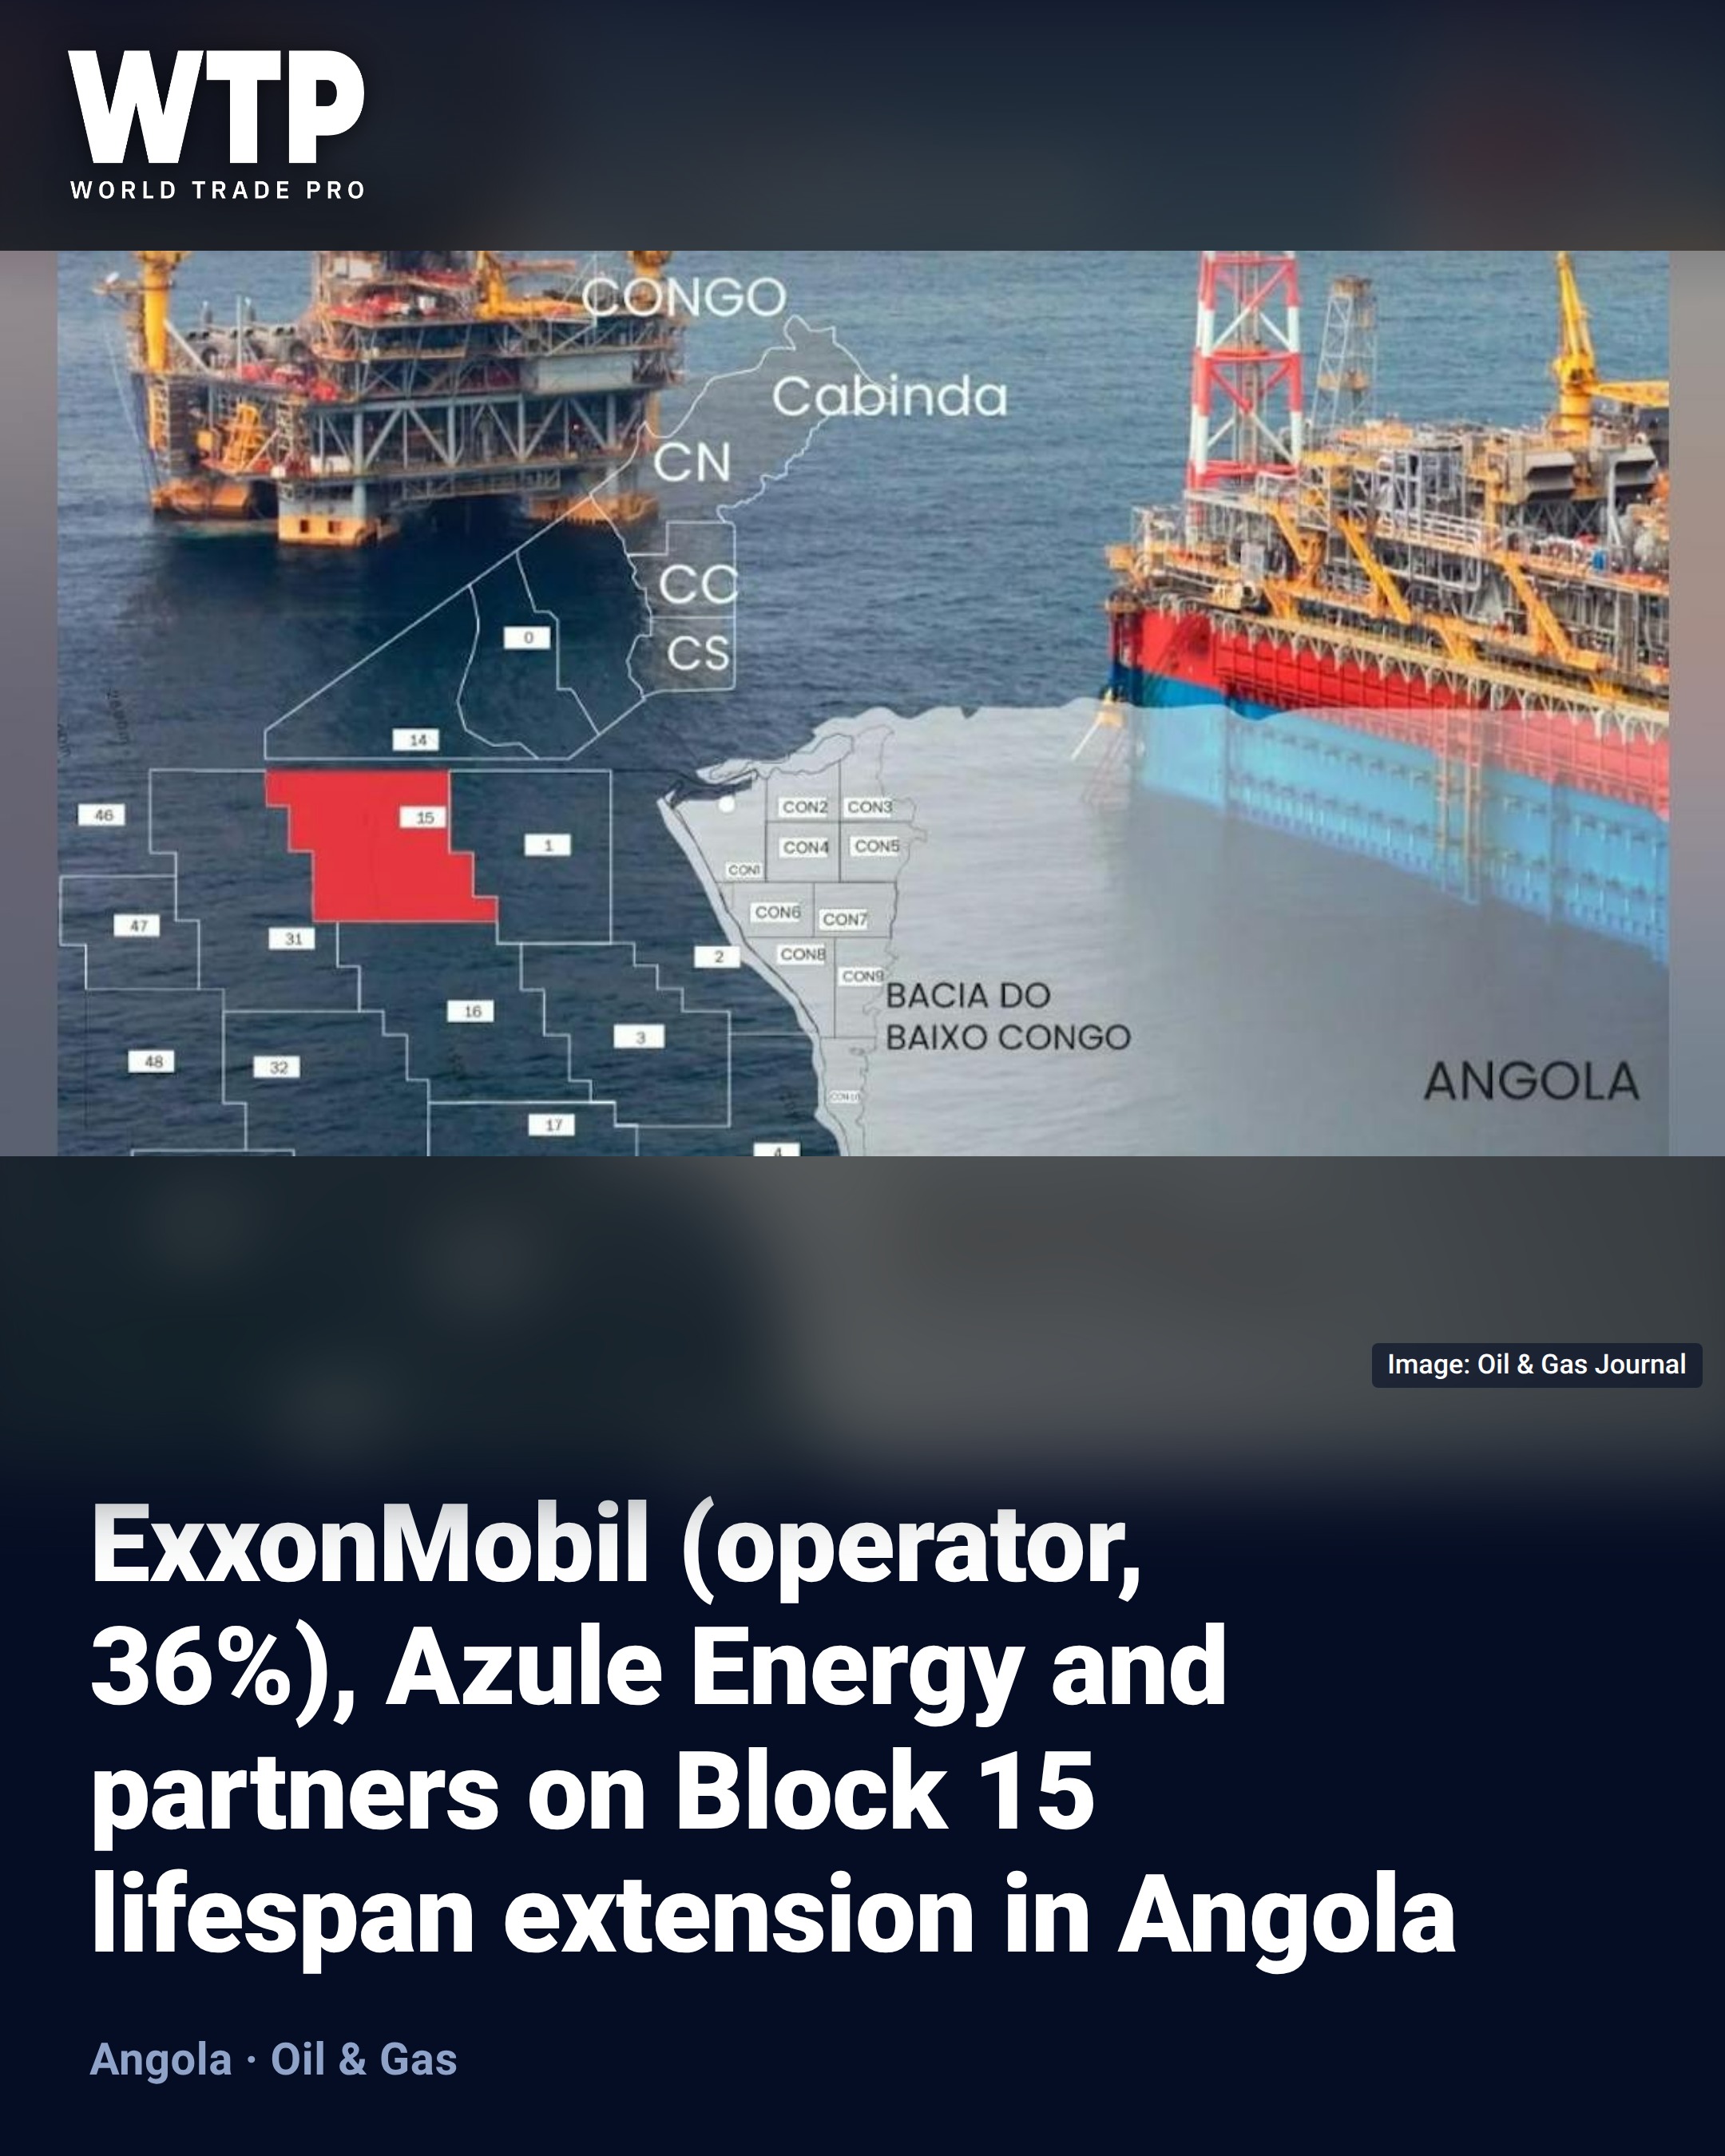 WTP
WORLD TRADE PRO
CONGO
Cabinda
CN
CC
CS
0
14
46
15
1
CON2
CON3
CON4
CON5
CON1
47
31
CON6
CON7
2
CON8
CON9
BACIA DO
BAIXO CONGO
16
3
48
32
ANGOLA
17
4
Image: Oil & Gas Journal
ExxonMobil (operator,
36%), Azule Energy and
partners on Block 15
lifespan extension in Angola
Angola · Oil & Gas